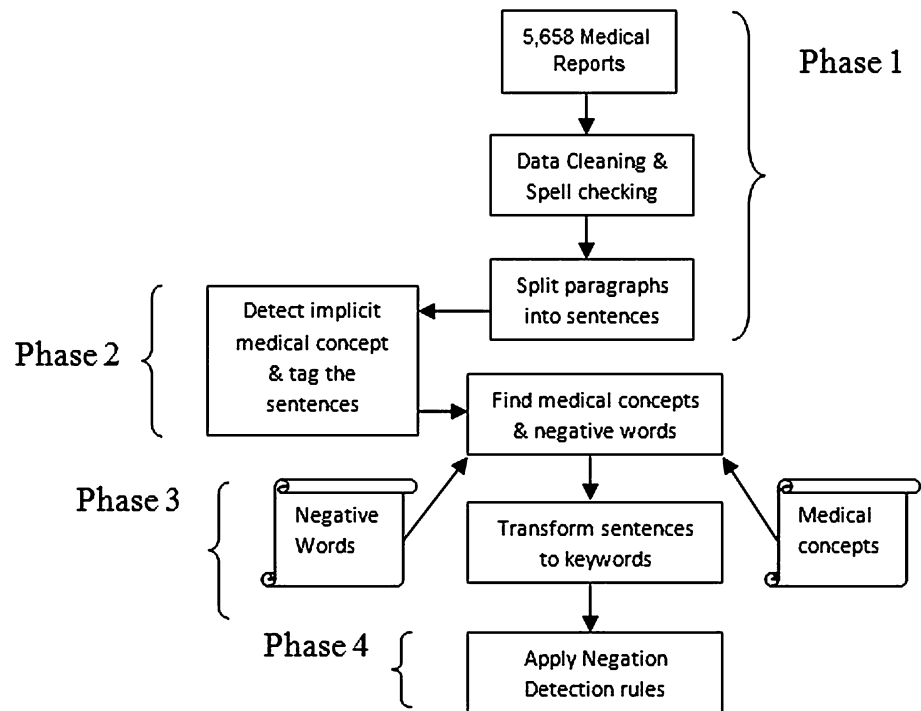 5,658 Medical
Reports
Phase 1
Data Cleaning &
Spell checking
Split paragraphs
into sentences
Phase 2
Detect implicit
medical concept
& tag the
sentences
Find medical concepts
& negative words
Phase 3
Negative
Words
Transform sentences
to keywords
Medical
concepts
Phase 4
Apply Negation
Detection rules